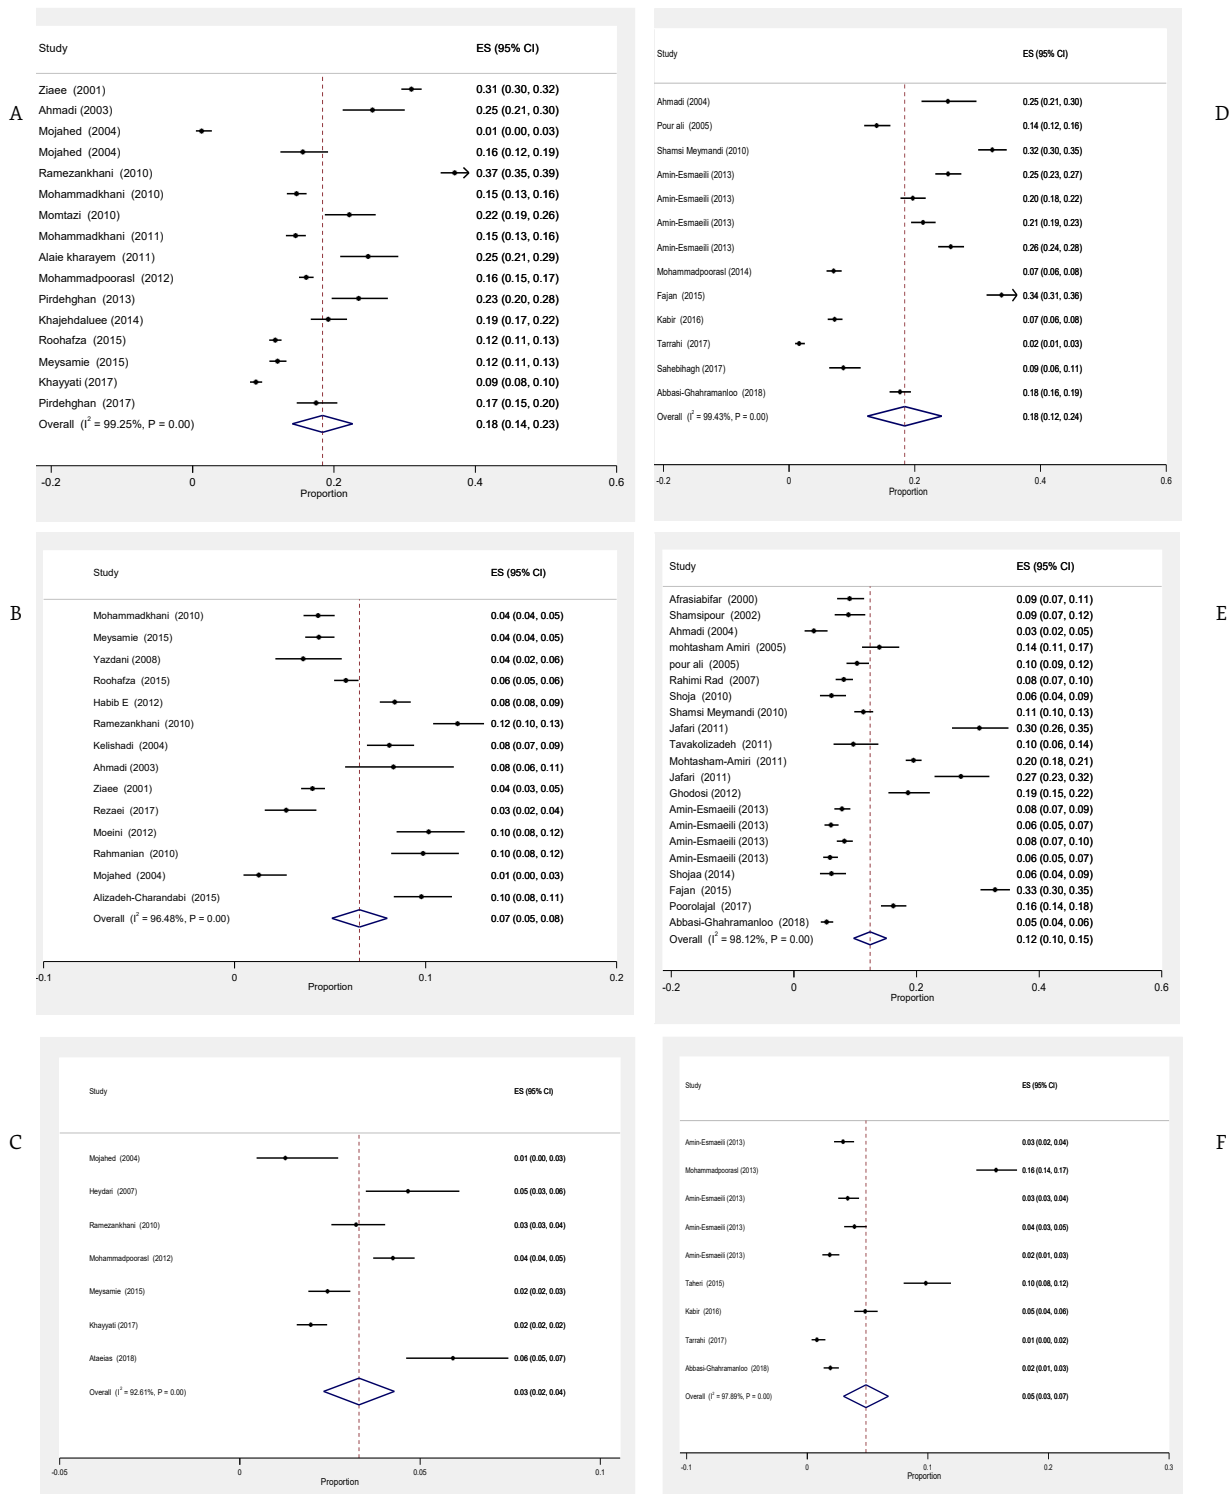 A
Study ES (95% CI)
Ziaee (2001) 0.31 (0.30, 0.32)
Ahmadi (2003) 0.25 (0.21, 0.30)
Mojahed (2004) 0.01 (0.00, 0.03)
Mojahed (2004) 0.16 (0.12, 0.19)
Ramezankhani (2010) 0.37 (0.35, 0.39)
Mohammadkhani (2010) 0.15 (0.13, 0.16)
Momtazi (2010) 0.22 (0.19, 0.26)
Mohammadkhani (2011) 0.15 (0.13, 0.16)
Alaie kharayem (2011) 0.25 (0.21, 0.29)
Mohammadpoorasl (2012) 0.16 (0.15, 0.17)
Pirdehghan (2013) 0.23 (0.20, 0.28)
Khajehdaluee (2014) 0.19 (0.17, 0.22)
Roohafza (2015) 0.12 (0.11, 0.13)
Meysamie (2015) 0.12 (0.11, 0.13)
Khayyati (2017) 0.09 (0.08, 0.10)
Pirdehghan (2017) 0.17 (0.15, 0.20)
Overall (I² = 99.25%, P = 0.00) 0.18 (0.14, 0.23)
-0.2 0 0.2 0.4 0.6
Proportion
D
Study ES (95% CI)
Ahmadi (2004) 0.25 (0.21, 0.30)
Pour ali (2005) 0.14 (0.12, 0.16)
Shamsi Meymandi (2010) 0.32 (0.30, 0.35)
Amin-Esmaeili (2013) 0.25 (0.23, 0.27)
Amin-Esmaeili (2013) 0.20 (0.18, 0.22)
Amin-Esmaeili (2013) 0.21 (0.19, 0.23)
Amin-Esmaeili (2013) 0.26 (0.24, 0.28)
Mohammadpoorasl (2014) 0.07 (0.06, 0.08)
Fajan (2015) 0.34 (0.31, 0.36)
Kabir (2016) 0.07 (0.06, 0.08)
Tarrahi (2017) 0.02 (0.01, 0.03)
Sahebihagh (2017) 0.09 (0.06, 0.11)
Abbasi-Ghahramanloo (2018) 0.18 (0.16, 0.19)
Overall (I² = 99.43%, P = 0.00) 0.18 (0.12, 0.24)
-0.2 0 0.2 0.4 0.6
Proportion
B
Study ES (95% CI)
Mohammadkhani (2010) 0.04 (0.04, 0.05)
Meysamie (2015) 0.04 (0.04, 0.05)
Yazdani (2008) 0.04 (0.02, 0.06)
Roohafza (2015) 0.06 (0.05, 0.06)
Habib E (2012) 0.08 (0.08, 0.09)
Ramezankhani (2010) 0.12 (0.10, 0.13)
Kelishadi (2004) 0.08 (0.07, 0.09)
Ahmadi (2003) 0.08 (0.06, 0.11)
Ziaee (2001) 0.04 (0.03, 0.05)
Rezaei (2017) 0.03 (0.02, 0.04)
Moeini (2012) 0.10 (0.08, 0.12)
Rahmanian (2010) 0.10 (0.08, 0.12)
Mojahed (2004) 0.01 (0.00, 0.03)
Alizadeh-Charandabi (2015) 0.10 (0.08, 0.11)
Overall (I² = 96.48%, P = 0.00) 0.07 (0.05, 0.08)
-0.1 0 0.1 0.2
Proportion
E
Study ES (95% CI)
Afrasiabifar (2000) 0.09 (0.07, 0.11)
Shamsipour (2002) 0.09 (0.07, 0.12)
Ahmadi (2004) 0.03 (0.02, 0.05)
mohtasham Amiri (2005) 0.14 (0.11, 0.17)
pour ali (2005) 0.10 (0.09, 0.12)
Rahimi Rad (2007) 0.08 (0.07, 0.10)
Shoja (2010) 0.06 (0.04, 0.09)
Shamsi Meymandi (2010) 0.11 (0.10, 0.13)
Jafari (2011) 0.30 (0.26, 0.35)
Tavakolizadeh (2011) 0.10 (0.06, 0.14)
Mohtasham-Amiri (2011) 0.20 (0.18, 0.21)
Jafari (2011) 0.27 (0.23, 0.32)
Ghodosi (2012) 0.19 (0.15, 0.22)
Amin-Esmaeili (2013) 0.08 (0.07, 0.09)
Amin-Esmaeili (2013) 0.06 (0.05, 0.07)
Amin-Esmaeili (2013) 0.08 (0.07, 0.10)
Amin-Esmaeili (2013) 0.06 (0.05, 0.07)
Shojaa (2014) 0.06 (0.04, 0.09)
Fajan (2015) 0.33 (0.30, 0.35)
Poorolajal (2017) 0.16 (0.14, 0.18)
Abbasi-Ghahramanloo (2018) 0.05 (0.04, 0.06)
Overall (I² = 98.12%, P = 0.00) 0.12 (0.10, 0.15)
-0.2 0 0.2 0.4 0.6
Proportion
C
Study ES (95% CI)
Mojahed (2004) 0.01 (0.00, 0.03)
Heydari (2007) 0.05 (0.03, 0.06)
Ramezankhani (2010) 0.03 (0.03, 0.04)
Mohammadpoorasl (2012) 0.04 (0.04, 0.05)
Meysamie (2015) 0.02 (0.02, 0.03)
Khayyati (2017) 0.02 (0.02, 0.02)
Ataeias (2018) 0.06 (0.05, 0.07)
Overall (I² = 92.61%, P = 0.00) 0.03 (0.02, 0.04)
-0.05 0 0.05 0.1
Proportion
F
Study ES (95% CI)
Amin-Esmaeili (2013) 0.03 (0.02, 0.04)
Mohammadpoorasl (2013) 0.16 (0.14, 0.17)
Amin-Esmaeili (2013) 0.03 (0.03, 0.04)
Amin-Esmaeili (2013) 0.04 (0.03, 0.05)
Amin-Esmaeili (2013) 0.02 (0.01, 0.03)
Taheri (2015) 0.10 (0.08, 0.12)
Kabir (2016) 0.05 (0.04, 0.06)
Tarrahi (2017) 0.01 (0.00, 0.02)
Abbasi-Ghahramanloo (2018) 0.02 (0.01, 0.03)
Overall (I² = 97.89%, P = 0.00) 0.05 (0.03, 0.07)
-0.1 0 0.1 0.2 0.3
Proportion